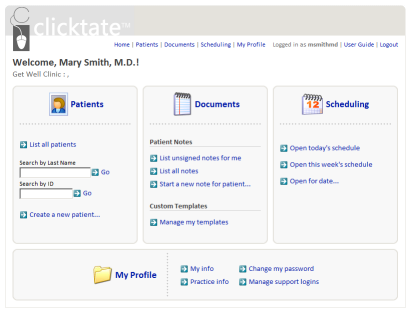 clicktate TM
Home | Patients | Documents | Scheduling | My Profile Logged in as msmithmd | User Guide | Logout
Welcome, Mary Smith, M.D.!
Get Well Clinic : ,
Patients
List all patients
Search by Last Name
Go
Search by ID
Go
Create a new patient...
Documents
Patient Notes
List unsigned notes for me
List all notes
Start a new note for patient...
Custom Templates
Manage my templates
12
Scheduling
Open today's schedule
Open this week's schedule
Open for date...
My Profile
My info
Practice info
Change my password
Manage support logins